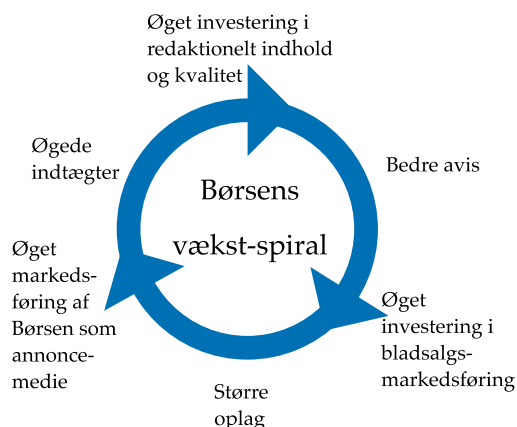 Øget investering i
redaktionelt indhold
og kvalitet
Bedre avis
Øget
investering i
bladsalgs-
markedsføring
Større
oplag
Øget
markeds-
føring af
Børsen som
annonce-
medie
Øgede
indtægter
Børsens
vækst-spiral